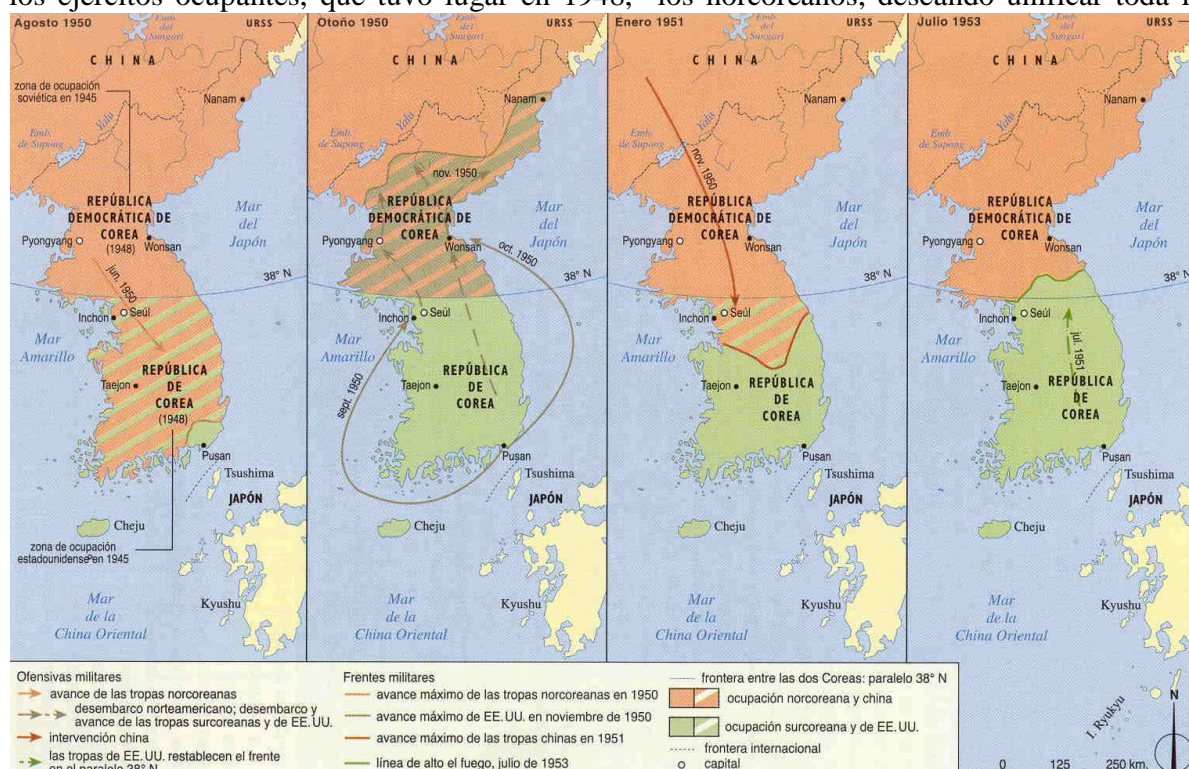 los ejércitos ocupantes, que tuvo lugar en 1948, los norcoreanos, deseando unificar toda l
Agosto 1950
Emb.
del
Sungari
URSS
CHINA
zona de ocupación
soviética en 1945
Nanam
Yalu
Emb.
de Supong
REPÚBLICA
DEMOCRÁTICA DE
COREA
(1948)
Mar
del
Japón
Pyongyang
Wonsan
jun. 1950
38° N
Inchon
Seúl
Mar
Amarillo
REPÚBLICA
DE
COREA
(1948)
Taejon
Pusan
Tsushima
JAPÓN
Cheju
zona de ocupación
estadounidense en 1945
Kyushu
Mar
de la
China Oriental
Otoño 1950
Emb.
del
Sungari
URSS
CHINA
Nanam
Yalu
Emb.
de Supong
nov. 1950
REPÚBLICA
DEMOCRÁTICA DE
COREA
Mar
del
Japón
Pyongyang
Wonsan
oct. 1950
38° N
Inchon
Seúl
Mar
Amarillo
sept. 1950
Taejon
REPÚBLICA
DE
COREA
Pusan
Tsushima
JAPÓN
Cheju
Kyushu
Mar
de la
China Oriental
Enero 1951
Emb.
del
Sungari
URSS
CHINA
Nanam
Yalu
Emb.
de Supong
nov. 1950
REPÚBLICA
DEMOCRÁTICA DE
COREA
Mar
del
Japón
Pyongyang
Wonsan
38° N
Inchon
Seúl
Mar
Amarillo
Taejon
REPÚBLICA
DE
COREA
Pusan
Tsushima
JAPÓN
Cheju
Kyushu
Mar
de la
China Oriental
Julio 1953
Emb.
del
Sungari
URSS
CHINA
Nanam
Yalu
Emb.
de Supong
REPÚBLICA
DEMOCRÁTICA DE
COREA
Mar
del
Japón
Pyongyang
Wonsan
38° N
Inchon
Seúl
Mar
Amarillo
jul. 1951
Taejon
REPÚBLICA
DE
COREA
Pusan
Tsushima
JAPÓN
Cheju
Kyushu
Mar
de la
China Oriental
I. Ryukyu
N
0 125 250 km.
Ofensivas militares
avance de las tropas norcoreanas
desembarco norteamericano; desembarco y
avance de las tropas surcoreanas y de EE.UU.
intervención china
las tropas de EE.UU. restablecen el frente
en el paralelo 38° N
Frentes militares
avance máximo de las tropas norcoreanas en 1950
avance máximo de EE.UU. en noviembre de 1950
avance máximo de las tropas chinas en 1951
línea de alto el fuego, julio de 1953
frontera entre las dos Coreas: paralelo 38° N
ocupación norcoreana y china
ocupación surcoreana y de EE.UU.
frontera internacional
capital